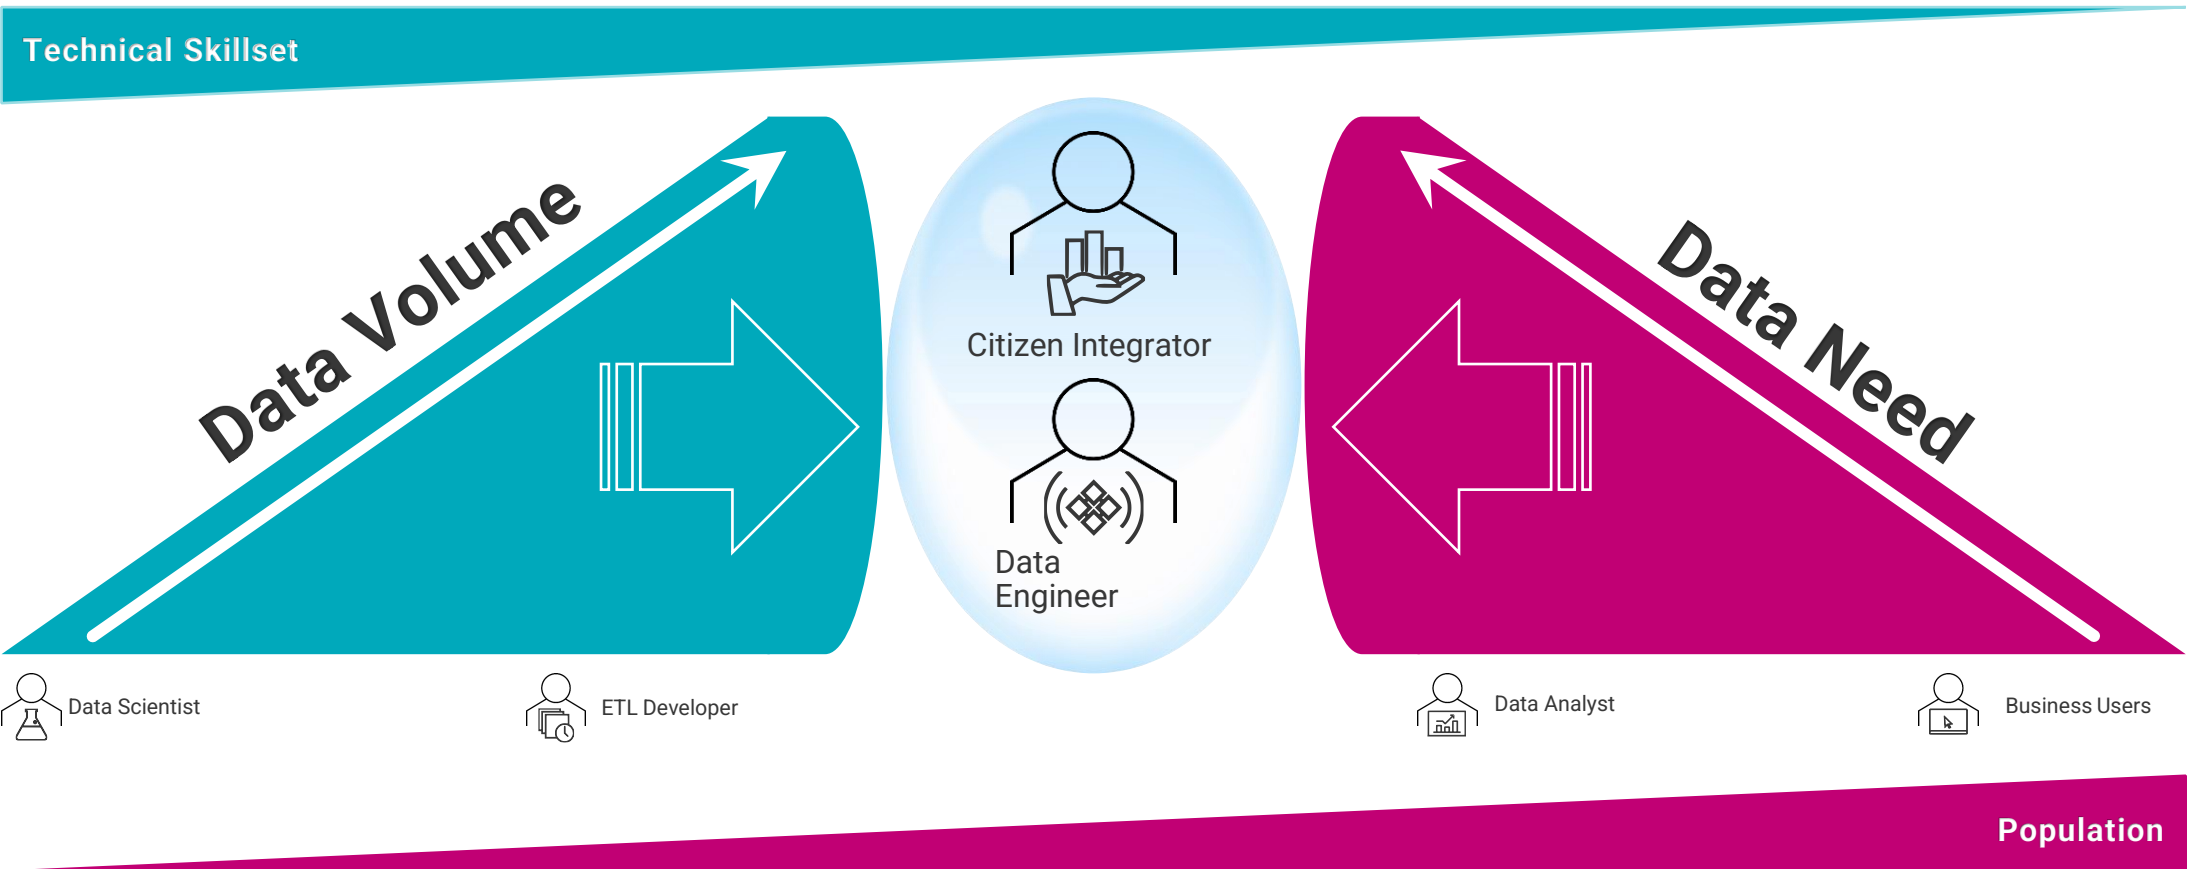 Technical Skillset
Data Volume
Data Need
Citizen Integrator
Data
Engineer
Data Scientist
ETL Developer
Data Analyst
Business Users
Population